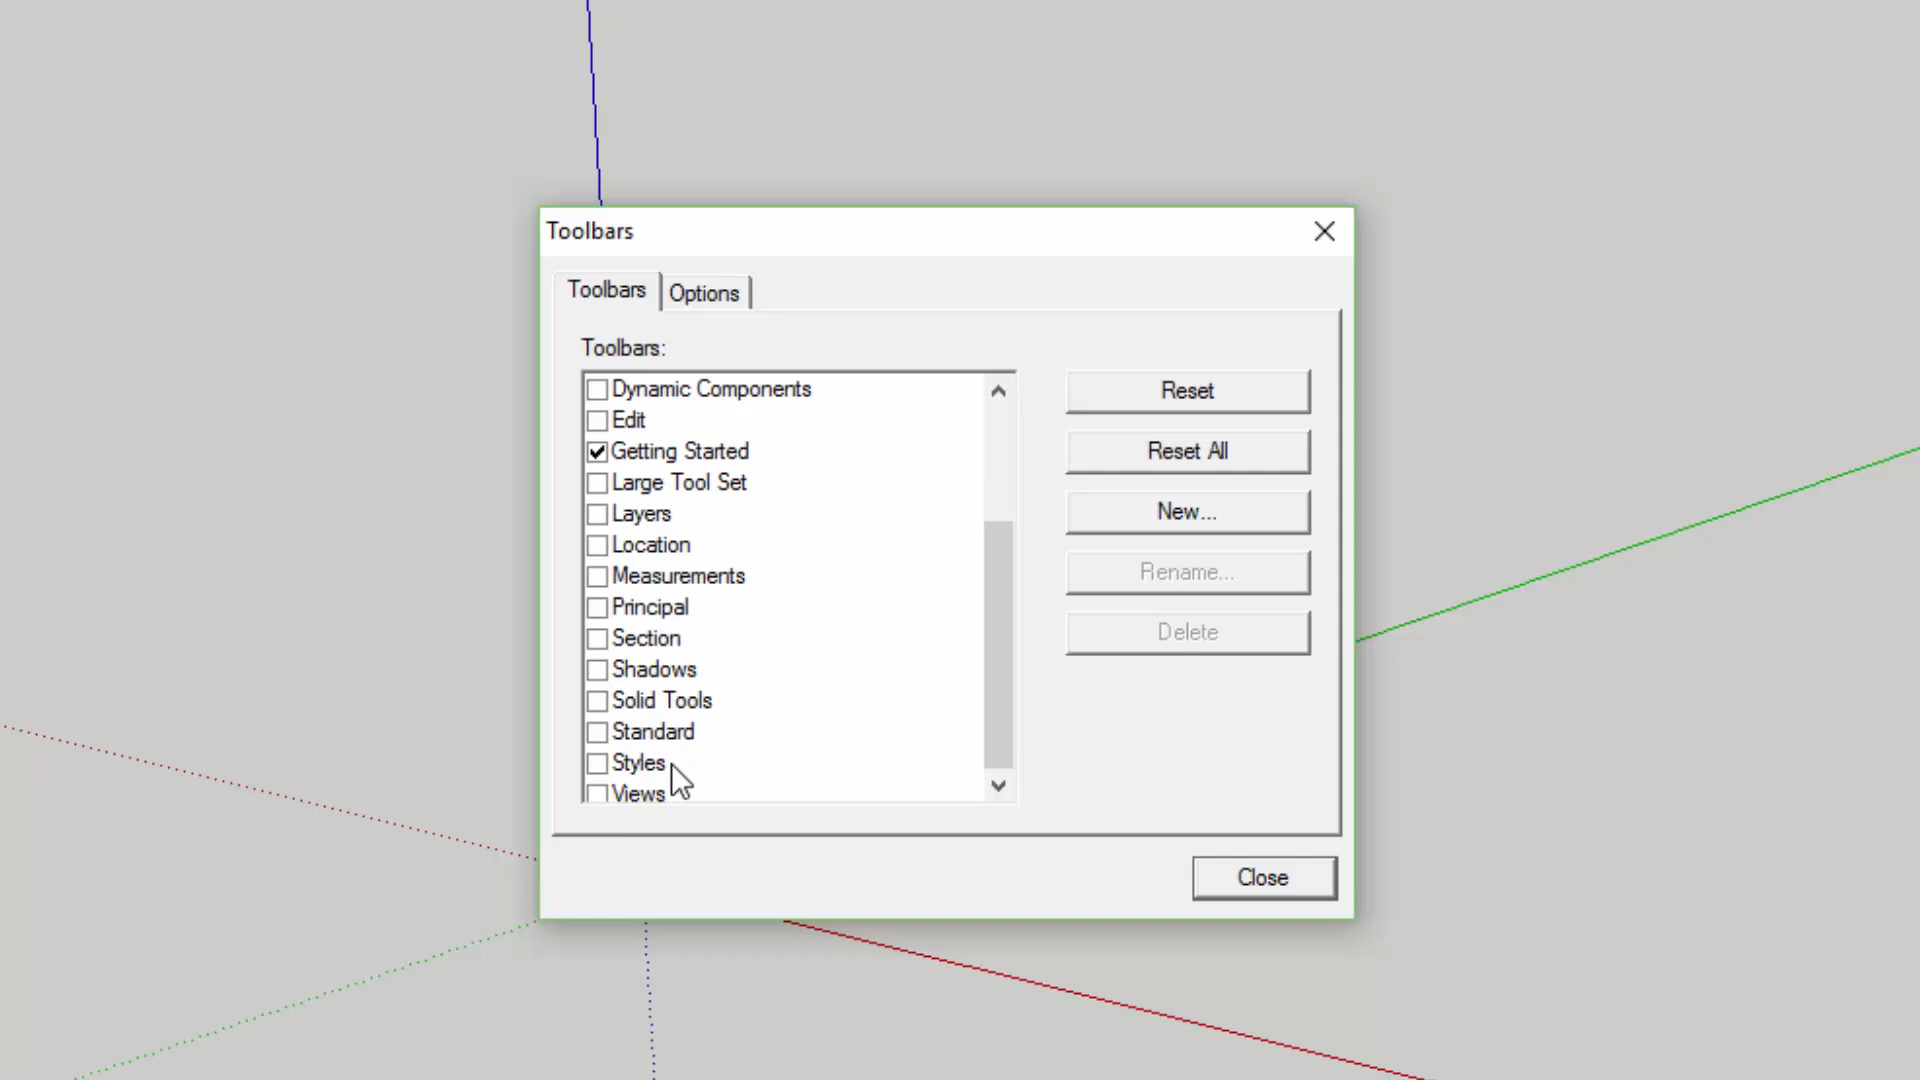 Toolbars
Toolbars Options
Toolbars:
Dynamic Components
Edit
Getting Started
Large Tool Set
Layers
Location
Measurements
Principal
Section
Shadows
Solid Tools
Standard
Styles
Views
Reset
Reset All
New...
Rename...
Delete
Close